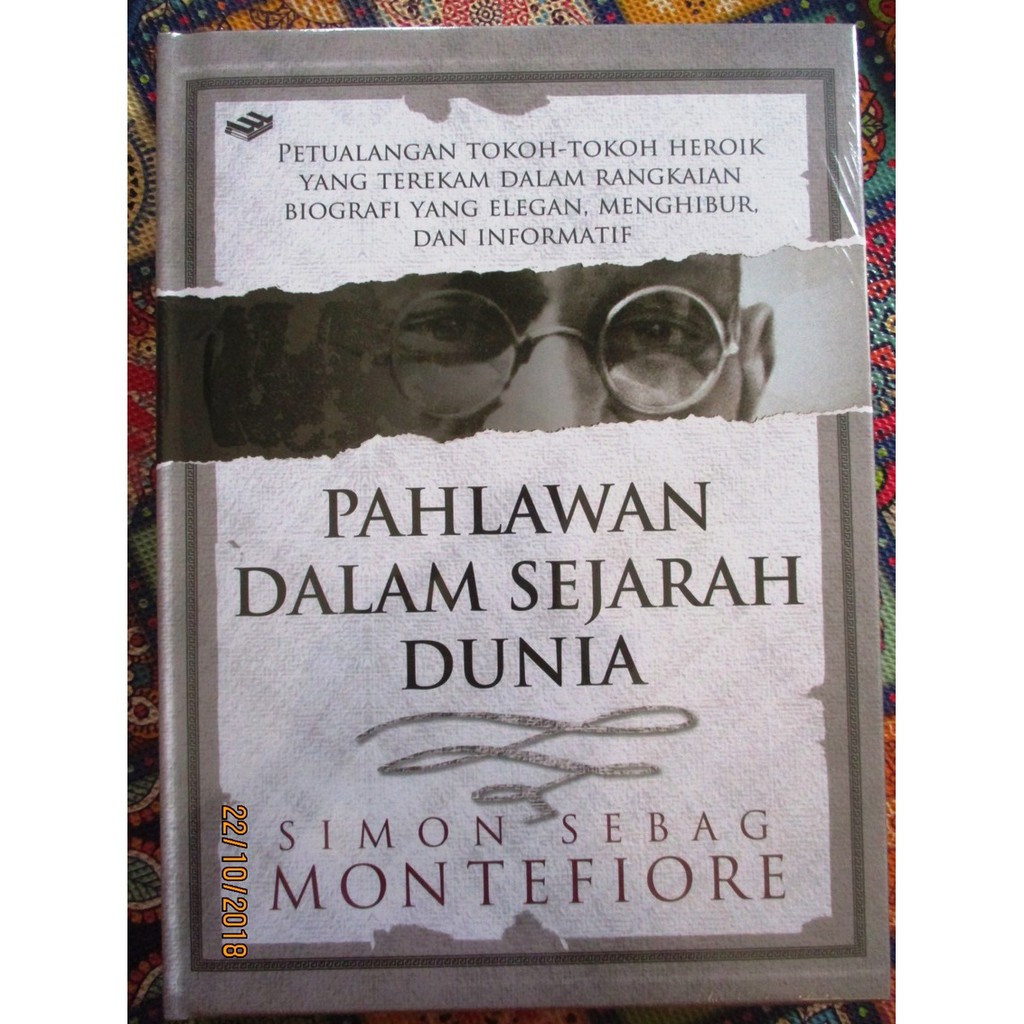 PETUALANGAN TOKOH-TOKOH HEROIK
YANG TEREKAM DALAM RANGKAIAN
BIOGRAFI YANG ELEGAN, MENGHIBUR,
DAN INFORMATIF
PAHLAWAN
DALAM SEJARAH
DUNIA
SIMON SEBAG
MONTEFIORE
22/10/2018